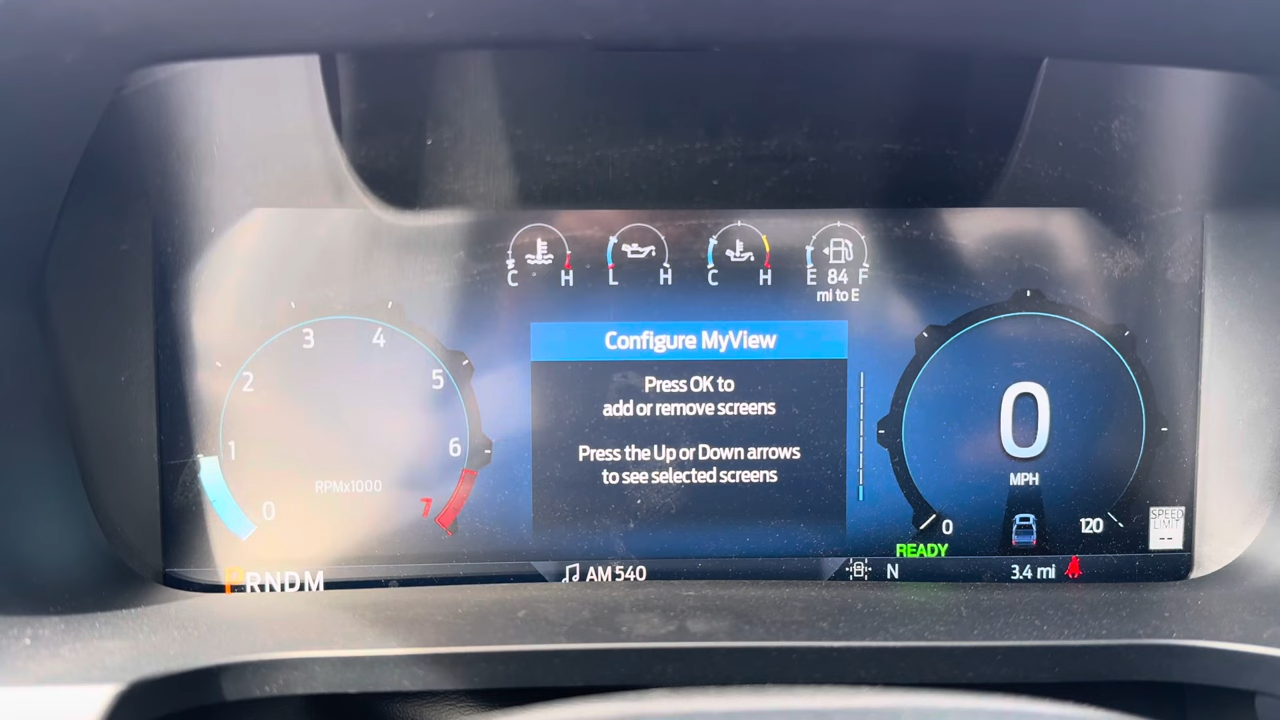 C H
L H
C H
E 84 F
mi to E
Configure MyView
Press OK to
add or remove screens
Press the Up or Down arrows
to see selected screens
0
1
2
3
4
5
6
7
RPMx1000
0
MPH
0
120
SPEED
LIMIT
--
READY
PRNDM
AM 540
N
3.4 mi